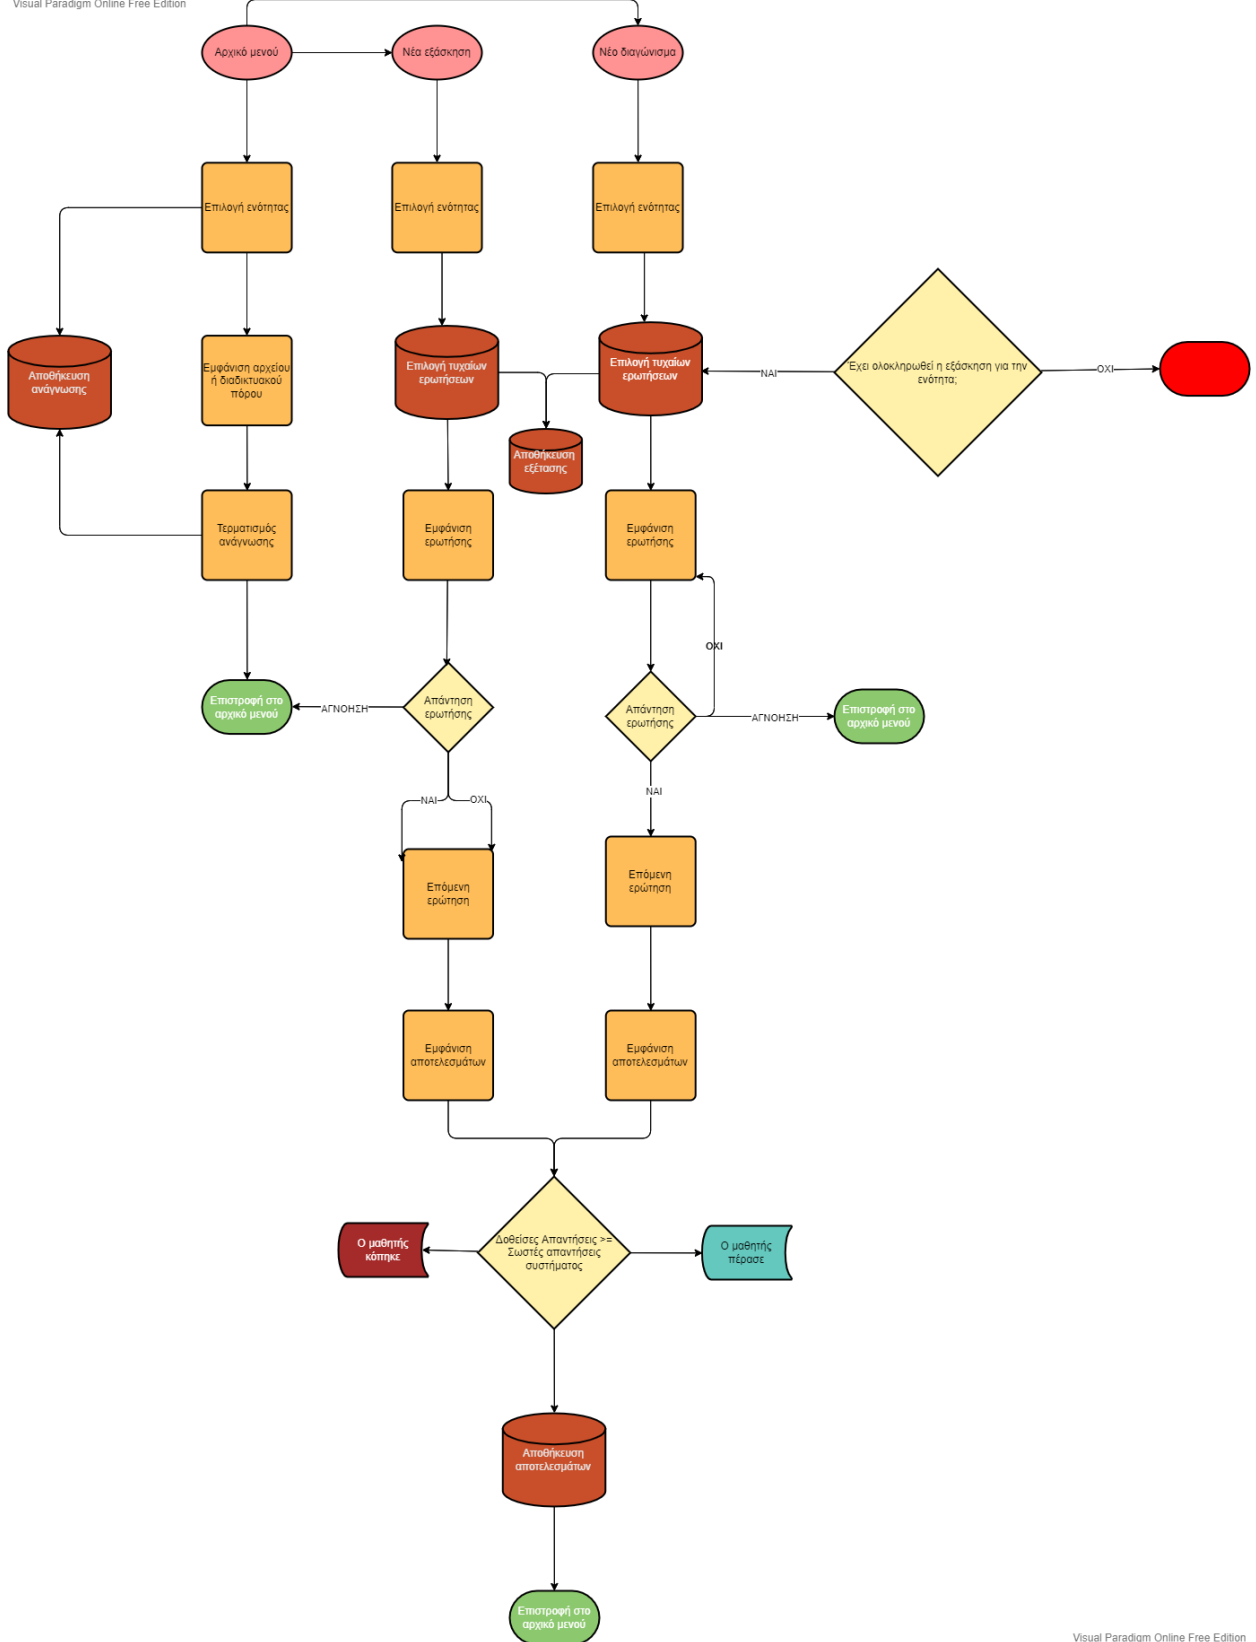 Visual Paradigm Online Free Edition
Αρχικό μενού
Νέα εξάσκηση
Νέο διαγώνισμα
Επιλογή ενότητας
Επιλογή ενότητας
Επιλογή ενότητας
Αποθήκευση
ανάγνωσης
Εμφάνιση αρχείου
ή διαδικτυακού
πόρου
Επιλογή τυχαίων
ερωτήσεων
Επιλογή τυχαίων
ερωτήσεων
ΝΑΙ
Έχει ολοκληρωθεί η εξάσκηση για την
ενότητα;
ΟΧΙ
Αποθήκευση
εξέτασης
Τερματισμός
ανάγνωσης
Εμφάνιση
ερωτήσης
Εμφάνιση
ερωτήσης
ΟΧΙ
Επιστροφή στο
αρχικό μενού
ΑΓΝΟΗΣΗ
Απάντηση
ερωτήσης
Απάντηση
ερωτήσης
ΑΓΝΟΗΣΗ
Επιστροφή στο
αρχικό μενού
ΝΑΙ
ΟΧΙ
ΝΑΙ
Επόμενη
ερώτηση
Επόμενη
ερώτηση
Εμφάνιση
αποτελεσμάτων
Εμφάνιση
αποτελεσμάτων
Ο μαθητής
κόπηκε
Δοθείσες Απαντήσεις >=
Σωστές απαντήσεις
συστήματος
Ο μαθητής
πέρασε
Αποθήκευση
αποτελεσμάτων
Επιστροφή στο
αρχικό μενού
Visual Paradigm Online Free Edition